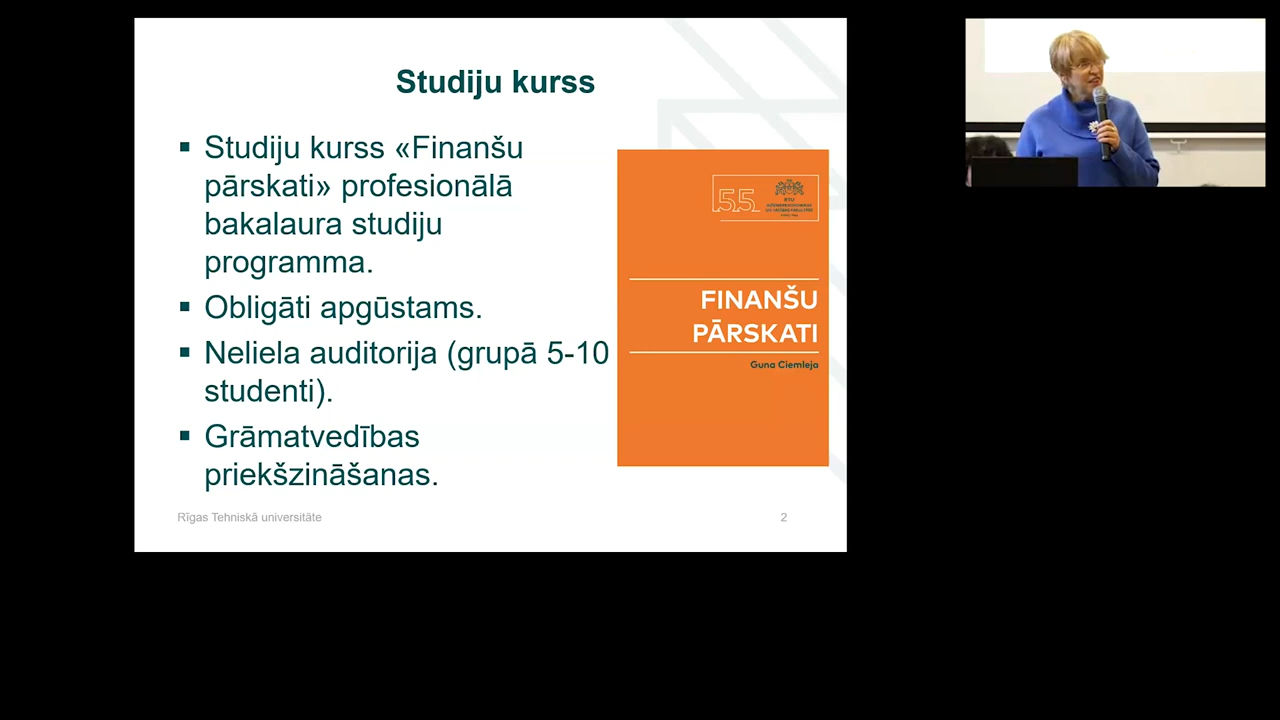 Studiju kurss
▪ Studiju kurss «Finanšu
pārskati» profesionālā
bakalaura studiju
programma.
▪ Obligāti apgūstams.
▪ Neliela auditorija (grupā 5-10
studenti).
▪ Grāmatvedības
priekšzināšanas.
55
RTU
FINANŠU
PĀRSKATI
Guna Ciemleja
Rīgas Tehniskā universitāte
2